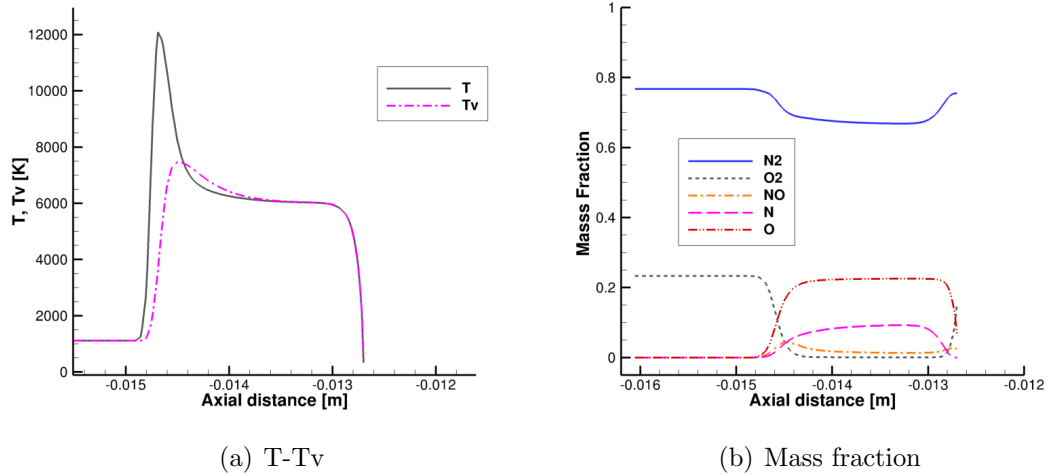 T, Tv [K]
12000
10000
8000
6000
4000
2000
0
-0.015
-0.014
-0.013
-0.012
Axial distance [m]
T
Tv
(a) T-Tv
Masss Fraction
1
0.8
0.6
0.4
0.2
0
-0.016
-0.015
-0.014
-0.013
-0.012
Axial distance [m]
N2
O2
NO
N
O
(b) Mass fraction